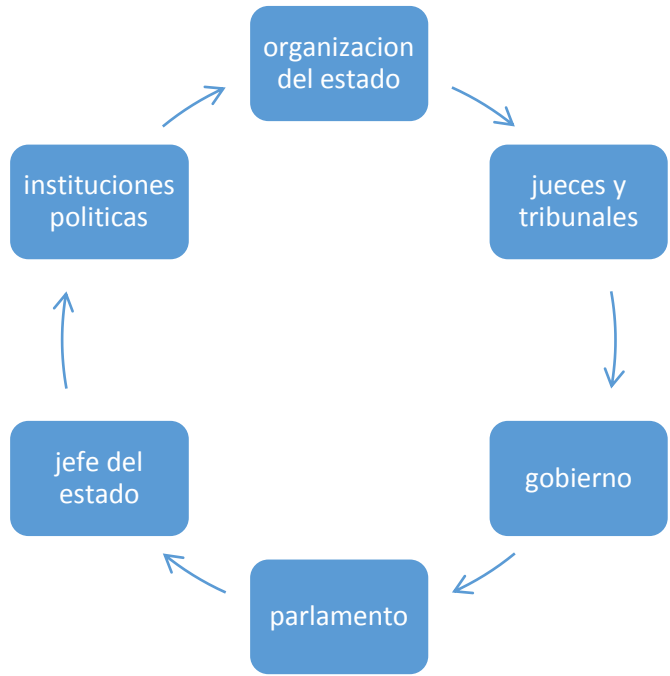 organizacion
del estado
jueces y
tribunales
gobierno
parlamento
jefe del
estado
instituciones
politicas